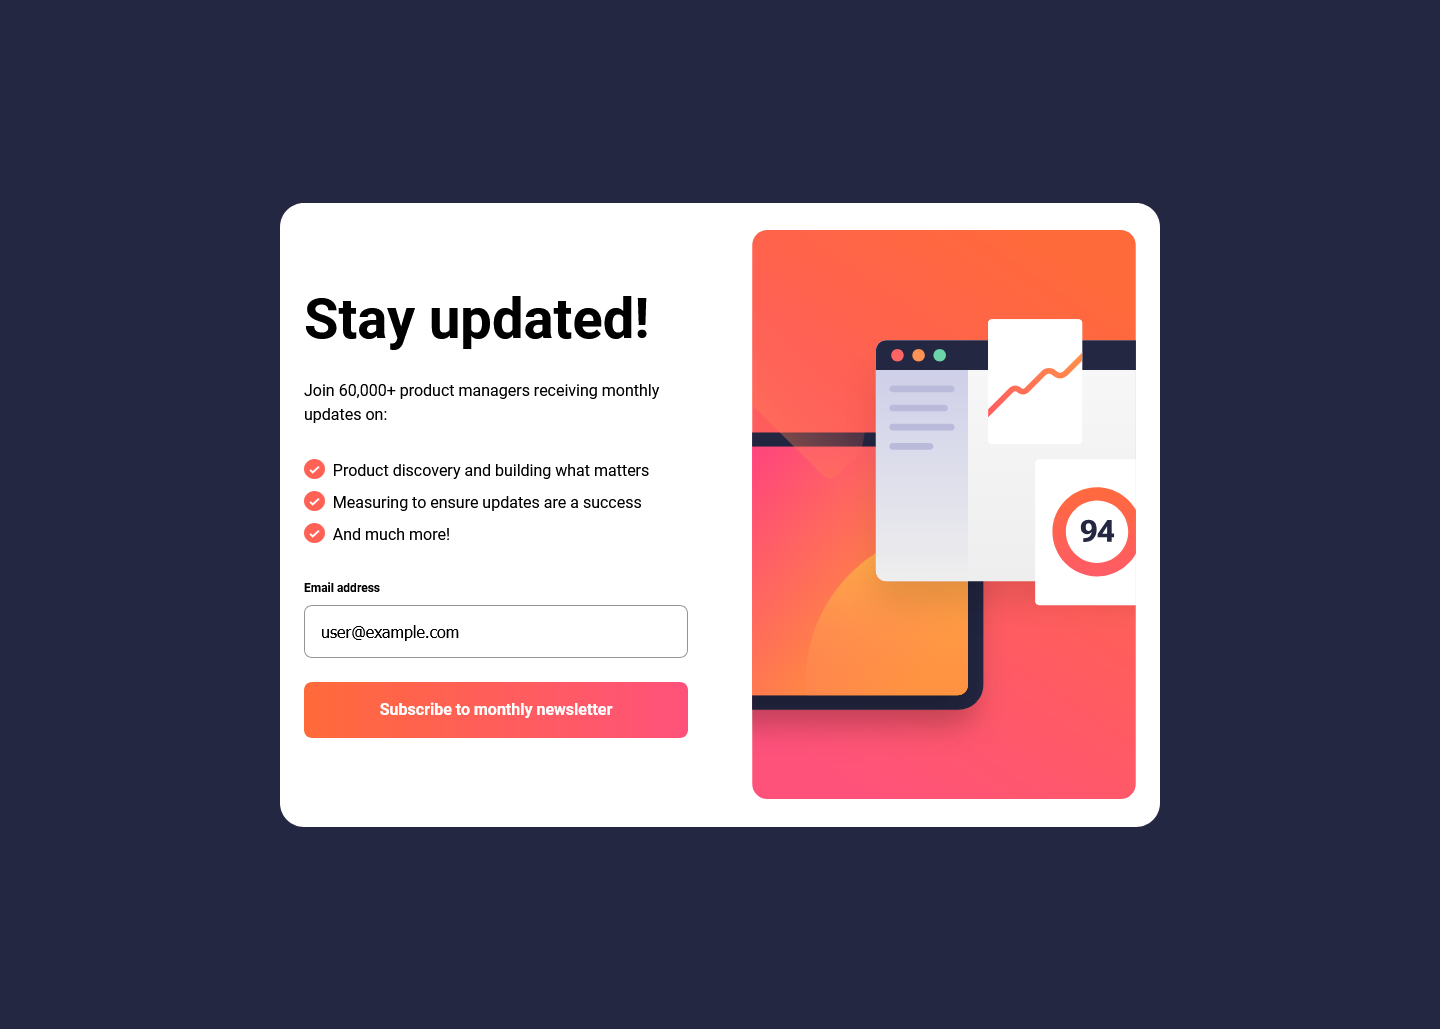 Stay updated!
Join 60,000+ product managers receiving monthly
updates on:
Product discovery and building what matters
Measuring to ensure updates are a success
And much more!
Email address
user@example.com
Subscribe to monthly newsletter
94